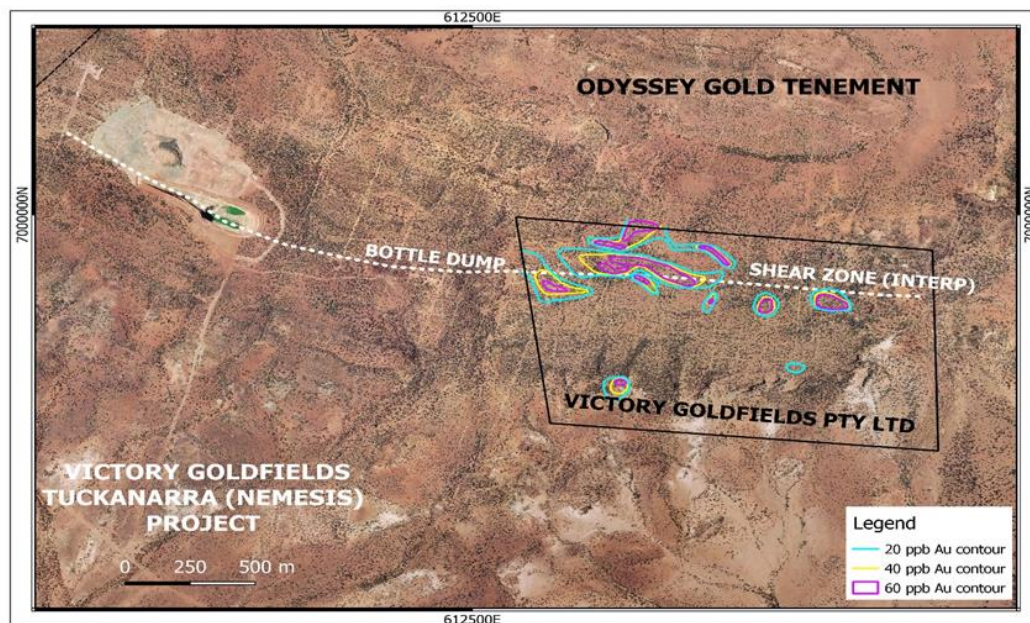 612500E
ODYSSEY GOLD TENEMENT
7000000N
7000000N
BOTTLE DUMP
SHEAR ZONE (INTERP)
VICTORY GOLDFIELDS PTY LTD
VICTORY GOLDFIELDS
TUCKANARRA (NEMESIS)
PROJECT
0 250 500 m
Legend
20 ppb Au contour
40 ppb Au contour
60 ppb Au contour
612500E